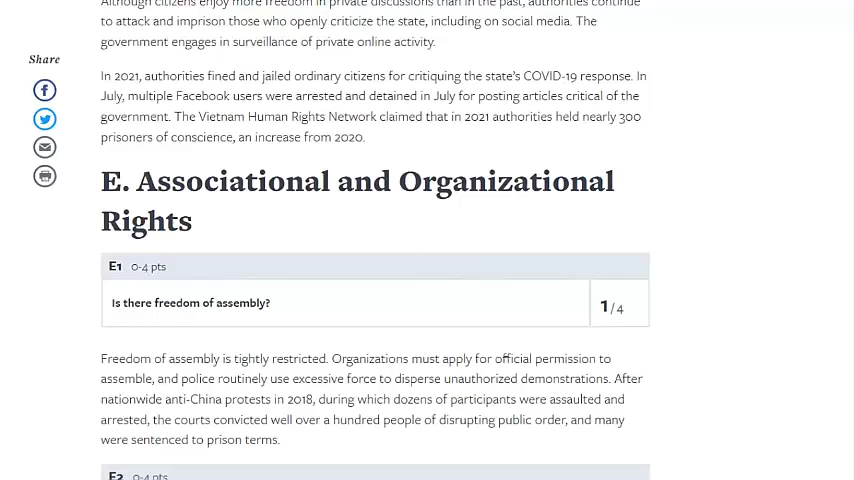 Although citizens enjoy more freedom in private discussions than in the past, authorities continue
to attack and imprison those who openly criticize the state, including on social media. The
government engages in surveillance of private online activity.
Share
In 2021, authorities fined and jailed ordinary citizens for critiquing the state's COVID-19 response. In
July, multiple Facebook users were arrested and detained in July for posting articles critical of the
government. The Vietnam Human Rights Network claimed that in 2021 authorities held nearly 300
prisoners of conscience, an increase from 2020.
E. Associational and Organizational
Rights
E1 0-4 pts
Is there freedom of assembly?
1 / 4
Freedom of assembly is tightly restricted. Organizations must apply for official permission to
assemble, and police routinely use excessive force to disperse unauthorized demonstrations. After
nationwide anti-China protests in 2018, during which dozens of participants were assaulted and
arrested, the courts convicted well over a hundred people of disrupting public order, and many
were sentenced to prison terms.
E2 0-4 pts